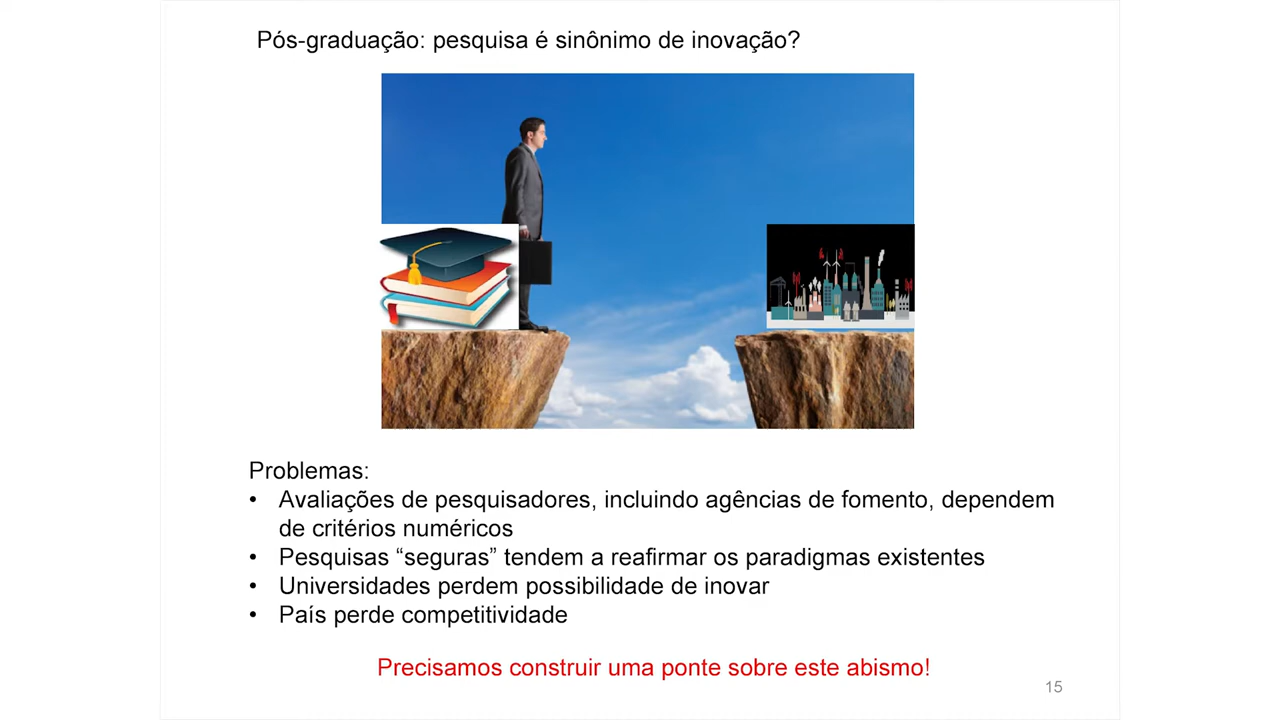 Pós-graduação: pesquisa é sinônimo de inovação?
Problemas:
• Avaliações de pesquisadores, incluindo agências de fomento, dependem
de critérios numéricos
• Pesquisas “seguras” tendem a reafirmar os paradigmas existentes
• Universidades perdem possibilidade de inovar
• País perde competitividade
Precisamos construir uma ponte sobre este abismo!
15